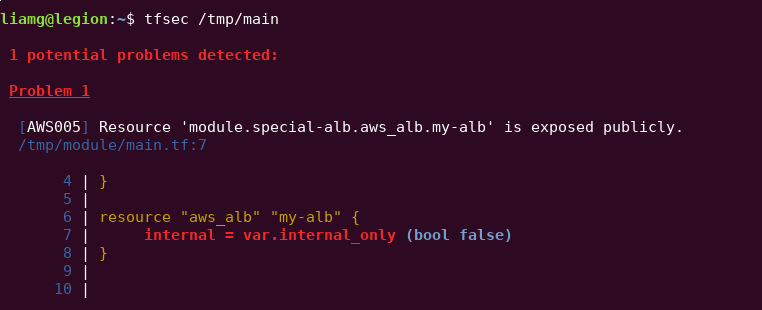 liamg@legion:~$ tfsec /tmp/main
1 potential problems detected:
Problem 1
[AWS005] Resource 'module.special-alb.aws_alb.my-alb' is exposed publicly.
/tmp/module/main.tf:7
4 | }
5 |
6 | resource "aws_alb" "my-alb" {
7 |      internal = var.internal_only (bool false)
8 | }
9 |
10 |